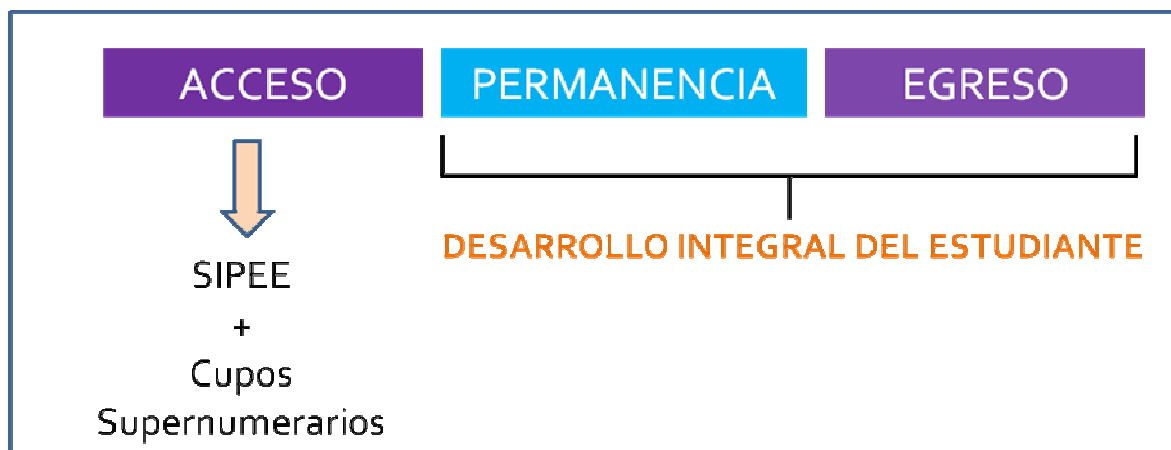 ACCESO
PERMANENCIA
EGRESO
DESARROLLO INTEGRAL DEL ESTUDIANTE
SIPEE
+
Cupos
Supernumerarios